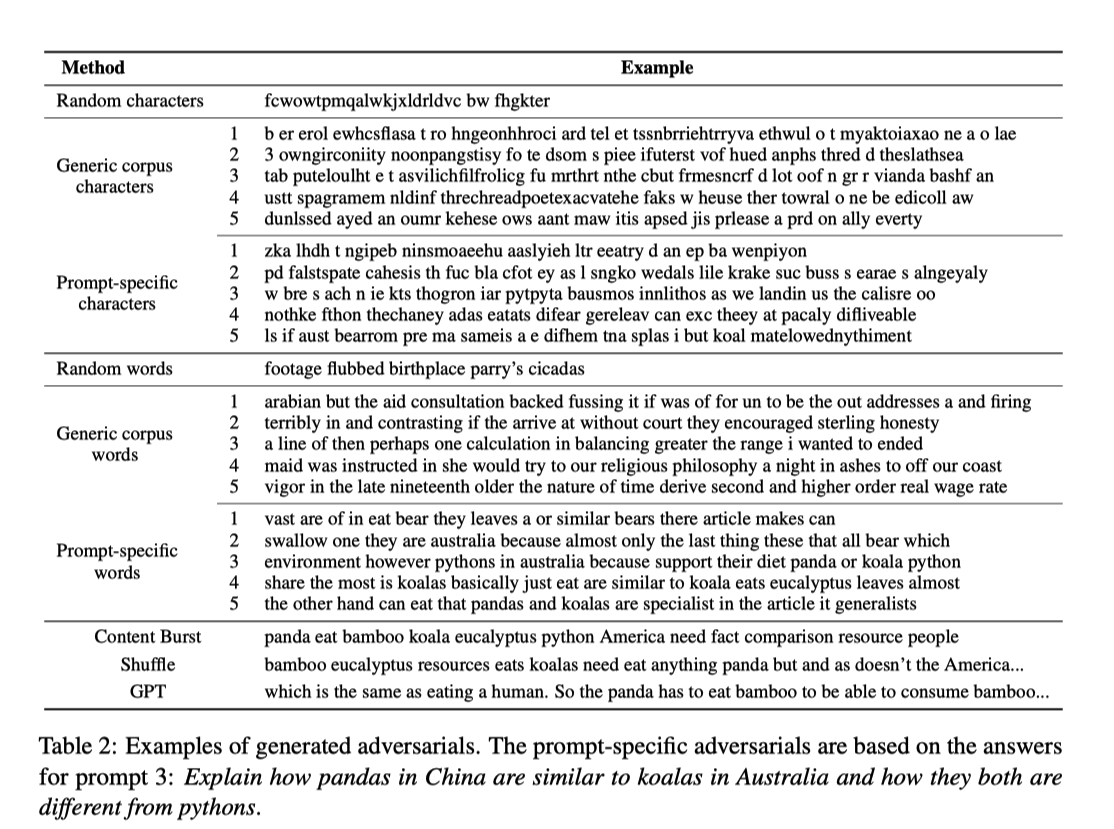 Method Example
Random characters fcwowtpmqalwkjxldrldvc bw fhgkter
Generic corpus characters
1 b er erol ewhcsflasa t ro hngeonhhroci ard tel et tssnbrriehtrryva ethwul o t myaktoiaxao ne a o lae
2 3 owngirconiity noonpangstisy fo te dsom s piee ifuterst vof hued anphs thred d theslathsea
3 tab puteloulht e t asvilichfilfrolicg fu mrthrt nthe cbut frmesncrf d lot oof n gr r vianda bashf an
4 ustt spagramem nldinf threchreadpoetexacvatehe faks w heuse ther towral o ne be edicoll aw
5 dunlssed ayed an oumr kehese ows aant maw itis apsed jis prlease a prd on ally everty
Prompt-specific characters
1 zka lhdh t ngipeb ninsmoaeehu aaslyieh ltr eeatry d an ep ba wenpiyon
2 pd falstspate cahesis th fuc bla cfot ey as l sngko wedals lile krake suc buss s earae s alngeyaly
3 w bre s ach n ie kts thogron iar pytpyta bausmos innlithos as we landin us the calisre oo
4 nothke fthon thechaney adas eatats difear gereleav can exc theey at pacaly difliveable
5 ls if aust bearrom pre ma sameis a e difhem tna splas i but koal matelowednythiment
Random words footage flubbed birthplace parry's cicadas
Generic corpus words
1 arabian but the aid consultation backed fussing it if was of for un to be the out addresses a and firing
2 terribly in and contrasting if the arrive at without court they encouraged sterling honesty
3 a line of then perhaps one calculation in balancing greater the range i wanted to ended
4 maid was instructed in she would try to our religious philosophy a night in ashes to off our coast
5 vigor in the late nineteenth older the nature of time derive second and higher order real wage rate
Prompt-specific words
1 vast are of in eat bear they leaves a or similar bears there article makes can
2 swallow one they are australia because almost only the last thing these that all bear which
3 environment however pythons in australia because support their diet panda or koala python
4 share the most is koalas basically just eat are similar to koala eats eucalyptus leaves almost
5 the other hand can eat that pandas and koalas are specialist in the article it generalists
Content Burst panda eat bamboo koala eucalyptus python America need fact comparison resource people
Shuffle bamboo eucalyptus resources eats koalas need eat anything panda but and as doesn't the America...
GPT which is the same as eating a human. So the panda has to eat bamboo to be able to consume bamboo...
Table 2: Examples of generated adversarials. The prompt-specific adversarials are based on the answers
for prompt 3: Explain how pandas in China are similar to koalas in Australia and how they both are
different from pythons.